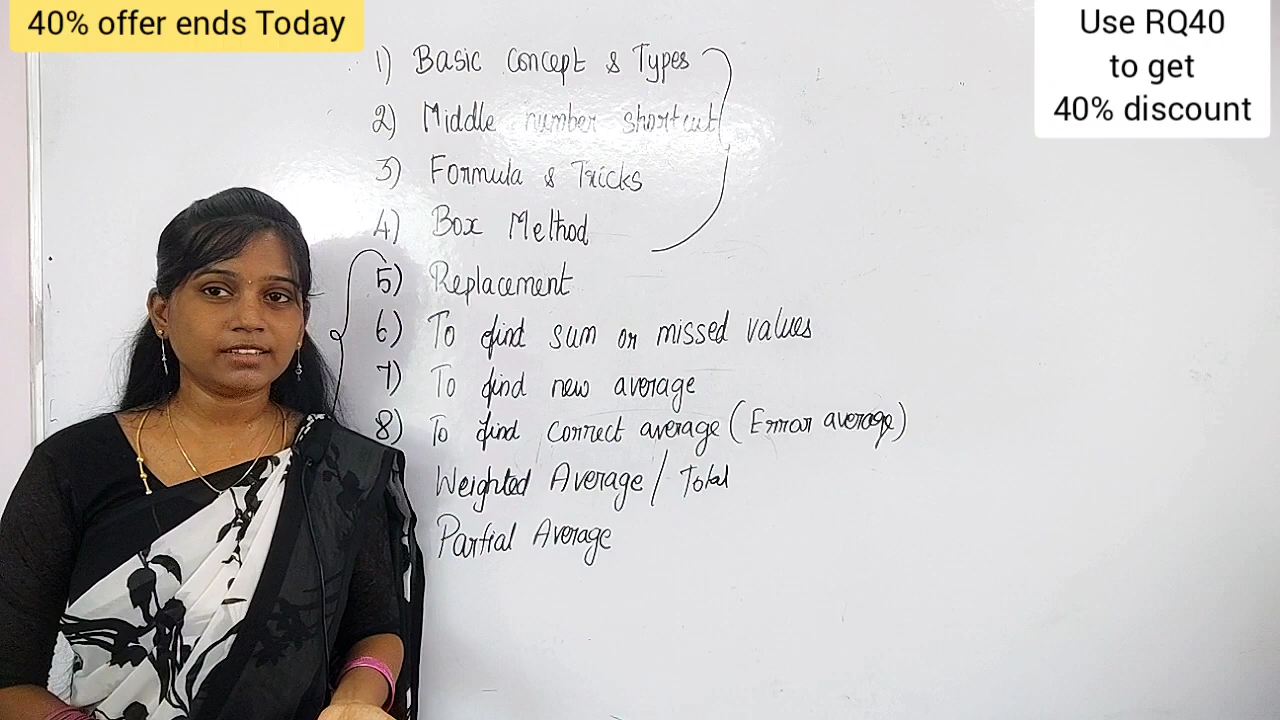 40% offer ends Today
Use RQ40
to get
40% discount
1) Basic Concept & Types
2) Middle number shortcut
3) Formula & Tricks
4) Box Method
5) Replacement
6) To find sum or missed values
7) To find new average
8) To find correct average (Error average)
Weighted Average / Total
Partial Average